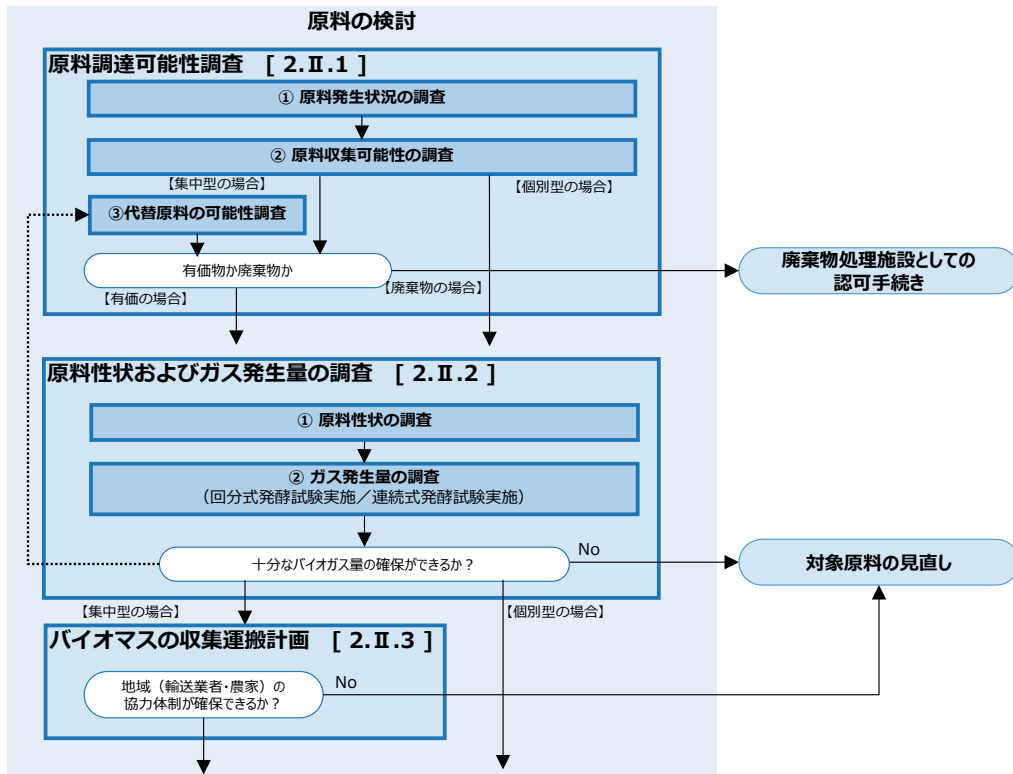 原料の検討
原料調達可能性調査 [ 2.Ⅱ.1 ]
① 原料発生状況の調査
② 原料収集可能性の調査
【集中型の場合】
【個別型の場合】
③代替原料の可能性調査
有価物か廃棄物か
【有価の場合】
【廃棄物の場合】
廃棄物処理施設としての
認可手続き
原料性状およびガス発生量の調査 [ 2.Ⅱ.2 ]
① 原料性状の調査
② ガス発生量の調査
（回分式発酵試験実施／連続式発酵試験実施）
十分なバイオガス量の確保ができるか？
No
対象原料の見直し
【集中型の場合】
【個別型の場合】
バイオマスの収集運搬計画 [ 2.Ⅱ.3 ]
地域（輸送業者・農家）の
協力体制が確保できるか？
No